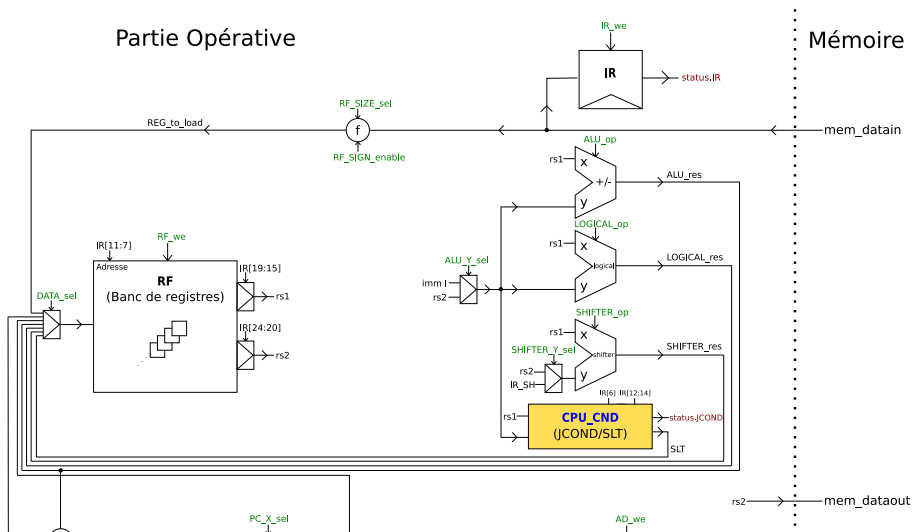 Partie Opérative
Mémoire
IR_we
IR
status.IR
RF_SIZE_sel
REG_to_load
f
mem_datain
RF_SIGN_enable
ALU_op
rs1
x
+/-
ALU_res
y
IR[11:7]
RF_we
Adresse
RF
(Banc de registres)
IR[19:15]
rs1
IR[24:20]
rs2
DATA_sel
LOGICAL_op
rs1
x
logical
LOGICAL_res
y
ALU_Y_sel
imm I
rs2
SHIFTER_op
rs1
x
shifter
SHIFTER_res
y
SHIFTER_Y_sel
rs2
IR_SH
IR[6]
IR[12:14]
rs1
CPU_CND
(JCOND/SLT)
status.JCOND
SLT
rs2
mem_dataout
PC_X_sel
AD_we